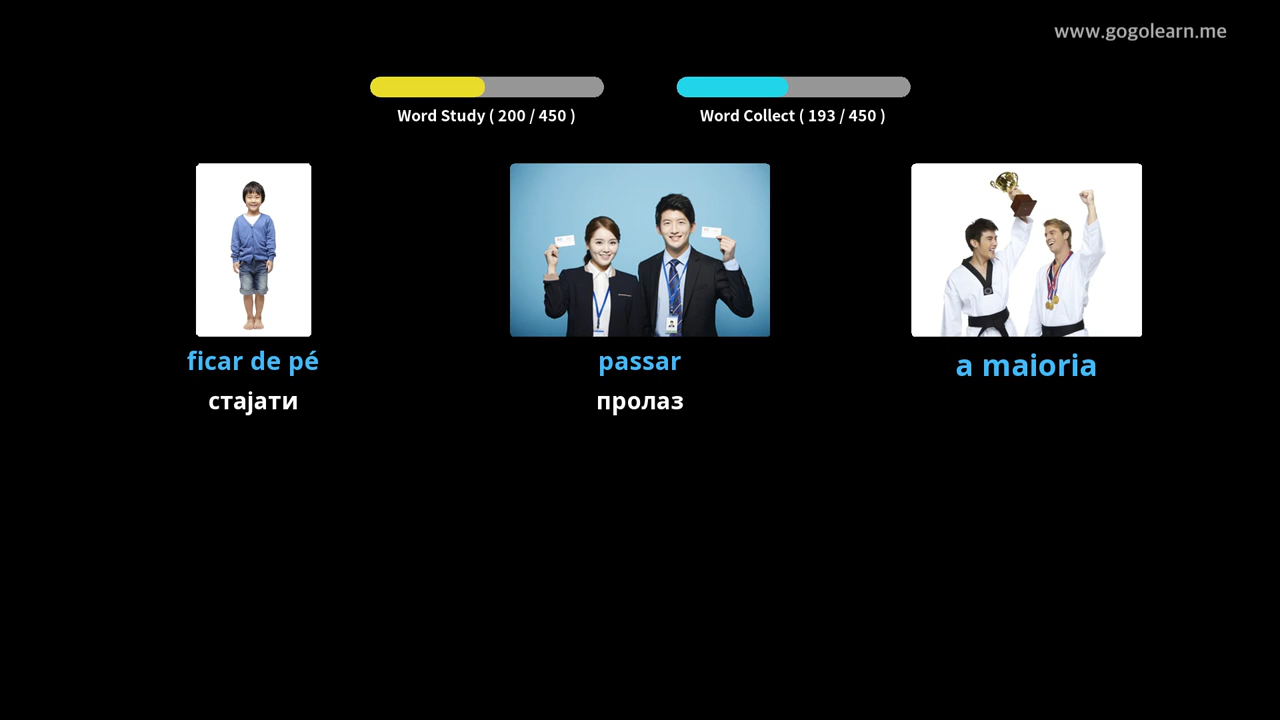 www.gogolearn.me
Word Study ( 200 / 450 )
Word Collect ( 193 / 450 )
ficar de pé
стајати
passar
пролаз
a maioria